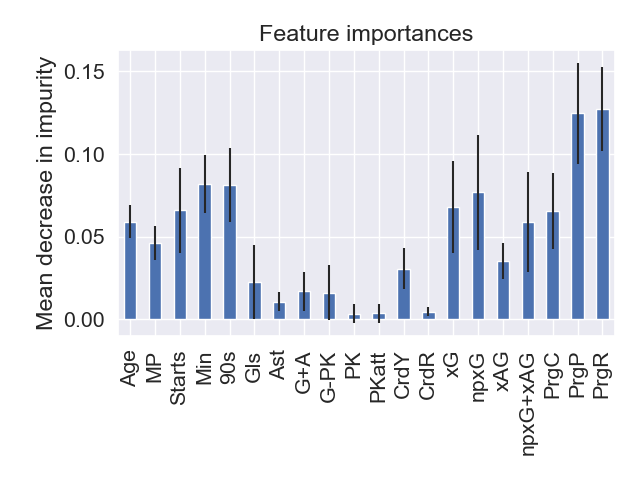 Feature importances
Mean decrease in impurity
0.15
0.10
0.05
0.00
Age
MP
Starts
Min
90s
Gls
Ast
G+A
G-PK
PK
PKatt
CrdY
CrdR
xG
npxG
xAG
npxG+xAG
PrgC
PrgP
PrgR